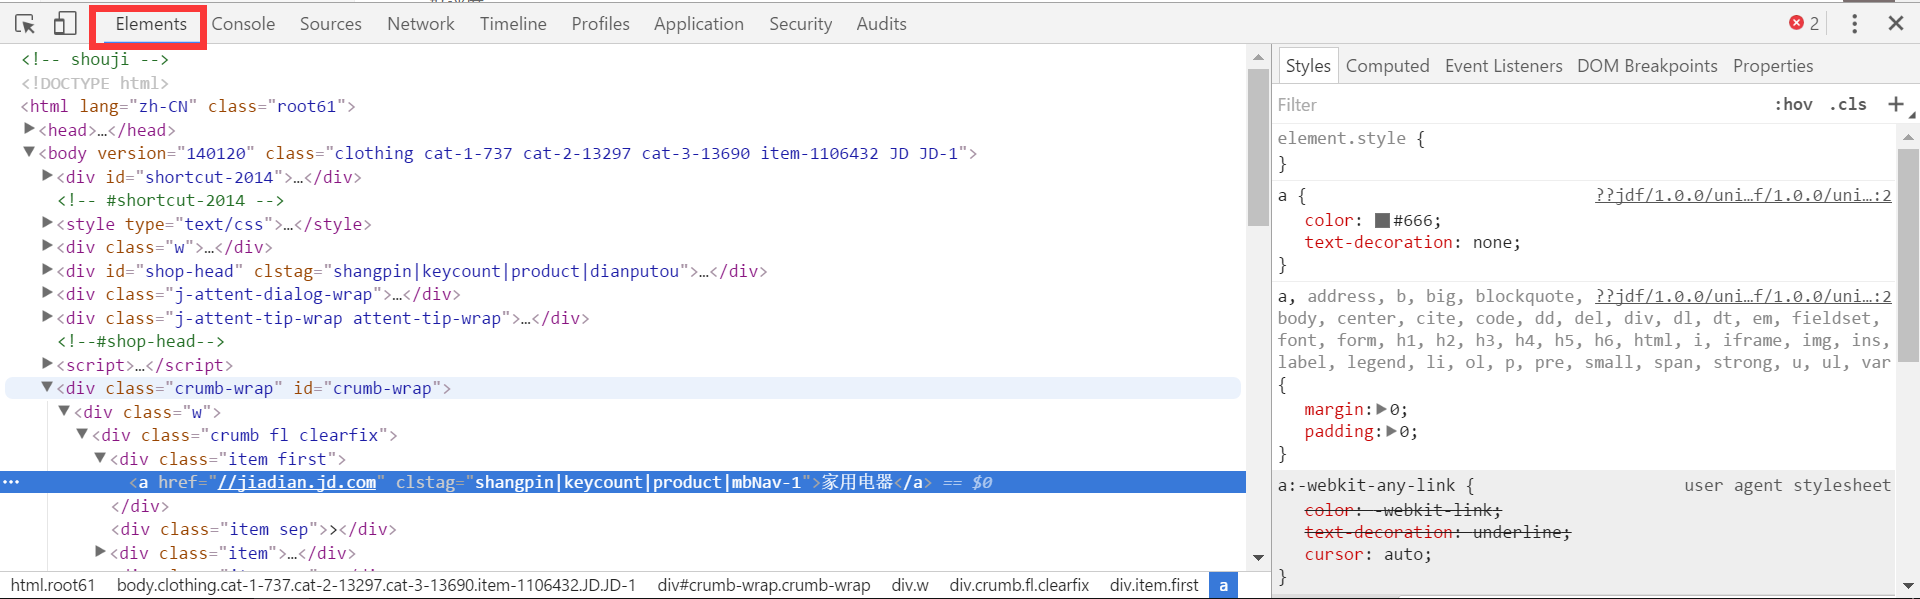 Elements Console Sources Network Timeline Profiles Application Security Audits 2
<!-- shouji -->
<!DOCTYPE html>
<html lang="zh-CN" class="root61">
<head>…</head>
<body version="140120" class="clothing cat-1-737 cat-2-13297 cat-3-13690 item-1106432 JD JD-1">
<div id="shortcut-2014">…</div>
<!-- #shortcut-2014 -->
<style type="text/css">…</style>
<div class="w">…</div>
<div id="shop-head" clstag="shangpin|keycount|product|dianputou">…</div>
<div class="j-attent-dialog-wrap">…</div>
<div class="j-attent-tip-wrap attent-tip-wrap">…</div>
<!--#shop-head-->
<script>…</script>
<div class="crumb-wrap" id="crumb-wrap">
<div class="w">
<div class="crumb fl clearfix">
<div class="item first">
<a href="//jiadian.jd.com" clstag="shangpin|keycount|product|mbNav-1">家用电器</a> == $0
</div>
<div class="item sep">></div>
<div class="item">…</div>
html.root61 body.clothing.cat-1-737.cat-2-13297.cat-3-13690.item-1106432.JD.JD-1 div#crumb-wrap.crumb-wrap div.w div.crumb.fl.clearfix div.item.first a
Styles Computed Event Listeners DOM Breakpoints Properties
Filter :hov .cls +
element.style {
}
a { ??jdf/1.0.0/uni…f/1.0.0/uni…:2
color: #666;
text-decoration: none;
}
a, address, b, big, blockquote, ??jdf/1.0.0/uni…f/1.0.0/uni…:2
body, center, cite, code, dd, del, div, dl, dt, em, fieldset,
font, form, h1, h2, h3, h4, h5, h6, html, i, iframe, img, ins,
label, legend, li, ol, p, pre, small, span, strong, u, ul, var
{
margin: 0;
padding: 0;
}
a:-webkit-any-link { user agent stylesheet
color: -webkit-link;
text-decoration: underline;
cursor: auto;
}